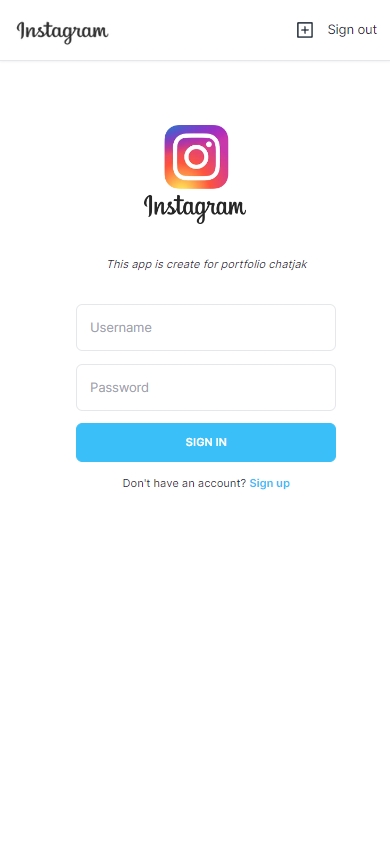 Instagram
Sign out
Instagram
This app is create for portfolio chatjak
Username
Password
SIGN IN
Don't have an account? Sign up